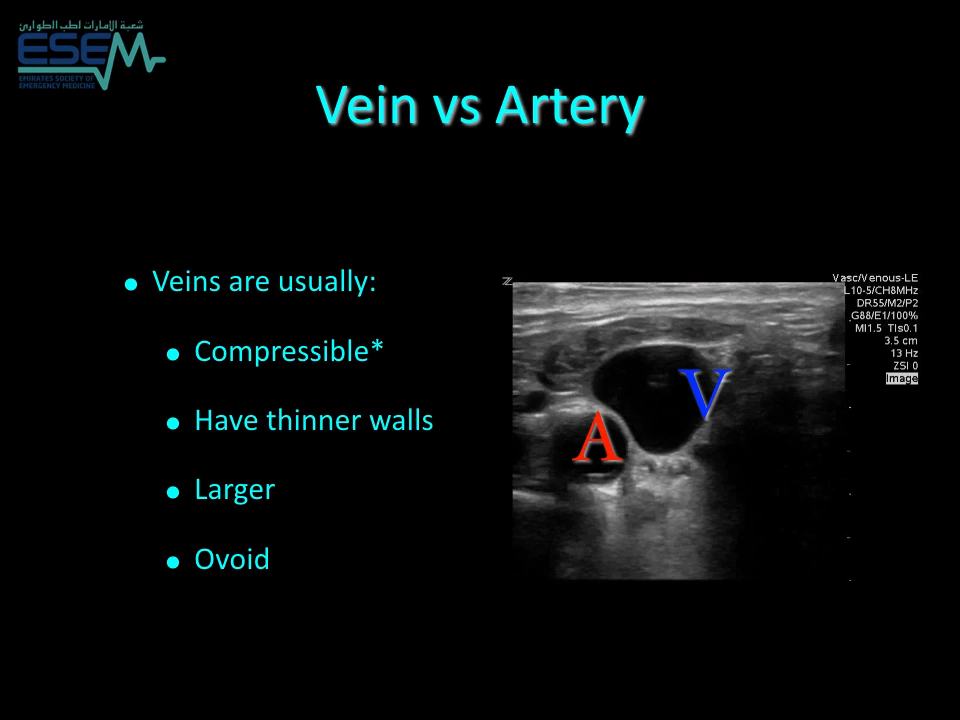 شعبة الإمارات لطب الطوارئ
ESEM
EMIRATES SOCIETY OF
EMERGENCY MEDICINE
Vein vs Artery
Veins are usually:
Compressible*
Have thinner walls
Larger
Ovoid
Z
V
A
Vasc/Venous-LE
L10-5/CH8MHz
DR55/M2/P2
G88/E1/100%
MI1.5 TIs0.1
3.5 cm
13 Hz
ZSI 0
Image